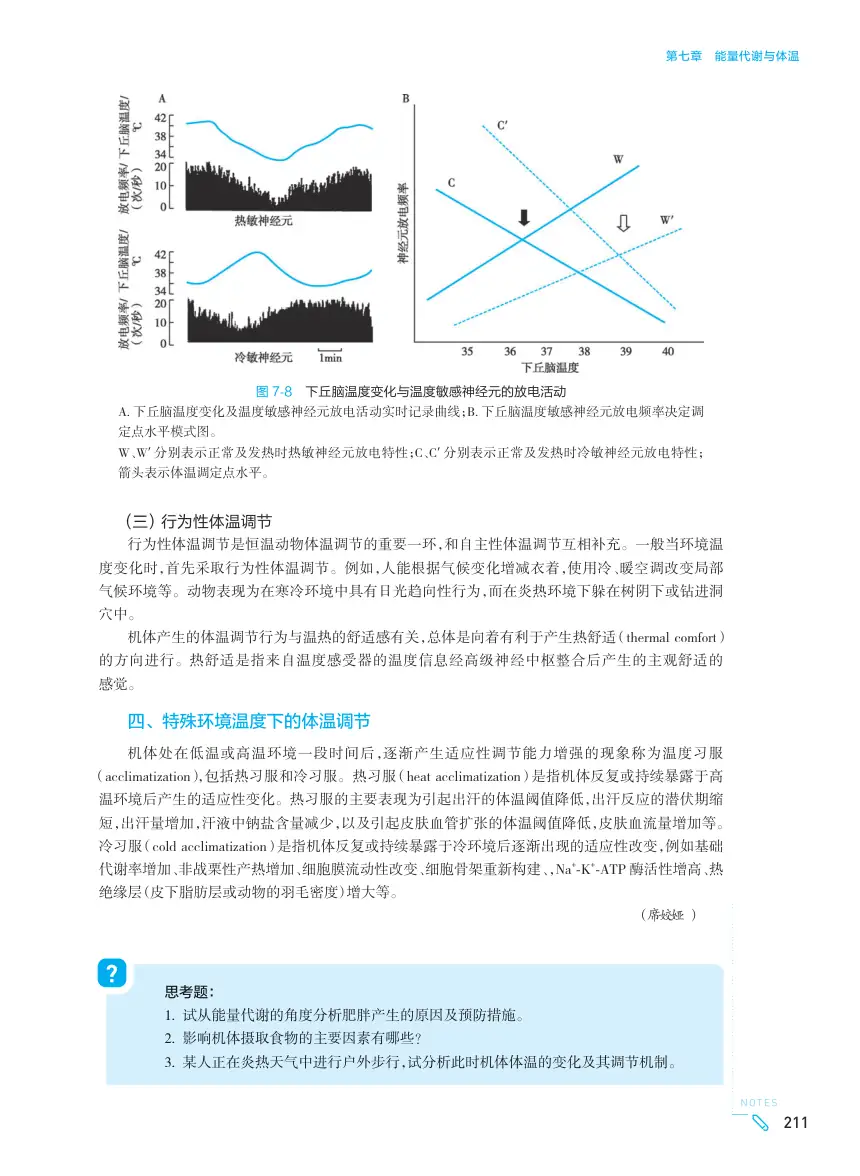 第七章 能量代谢与体温
A
下丘脑温度/
℃
42
38
34
放电频率/
(次/秒)
20
10
0
热敏神经元
下丘脑温度/
℃
42
38
34
放电频率/
(次/秒)
20
10
0
冷敏神经元 1min
B
神经元放电频率
C′
W
C
W′
35 36 37 38 39 40
下丘脑温度
图 7-8 下丘脑温度变化与温度敏感神经元的放电活动
A. 下丘脑温度变化及温度敏感神经元放电活动实时记录曲线;B. 下丘脑温度敏感神经元放电频率决定调
定点水平模式图。
W、W′ 分别表示正常及发热时热敏神经元放电特性;C、C′ 分别表示正常及发热时冷敏神经元放电特性;
箭头表示体温调定点水平。
(三)行为性体温调节
行为性体温调节是恒温动物体温调节的重要一环,和自主性体温调节互相补充。一般当环境温
度变化时,首先采取行为性体温调节。例如,人能根据气候变化增减衣着,使用冷、暖空调改变局部
气候环境等。动物表现为在寒冷环境中具有日光趋向性行为,而在炎热环境下躲在树阴下或钻进洞
穴中。
机体产生的体温调节行为与温热的舒适感有关,总体是向着有利于产生热舒适(thermal comfort)
的方向进行。热舒适是指来自温度感受器的温度信息经高级神经中枢整合后产生的主观舒适的
感觉。
四、特殊环境温度下的体温调节
机体处在低温或高温环境一段时间后,逐渐产生适应性调节能力增强的现象称为温度习服
(acclimatization),包括热习服和冷习服。热习服(heat acclimatization)是指机体反复或持续暴露于高
温环境后产生的适应性变化。热习服的主要表现为引起出汗的体温阈值降低,出汗反应的潜伏期缩
短,出汗量增加,汗液中钠盐含量减少,以及引起皮肤血管扩张的体温阈值降低,皮肤血流量增加等。
冷习服(cold acclimatization)是指机体反复或持续暴露于冷环境后逐渐出现的适应性改变,例如基础
代谢率增加、非战栗性产热增加、细胞膜流动性改变、细胞骨架重新构建、,Na⁺-K⁺-ATP 酶活性增高、热
绝缘层(皮下脂肪层或动物的羽毛密度)增大等。
(席姣娅 )
?
思考题:
1. 试从能量代谢的角度分析肥胖产生的原因及预防措施。
2. 影响机体摄取食物的主要因素有哪些?
3. 某人正在炎热天气中进行户外步行,试分析此时机体体温的变化及其调节机制。
NOTES
211